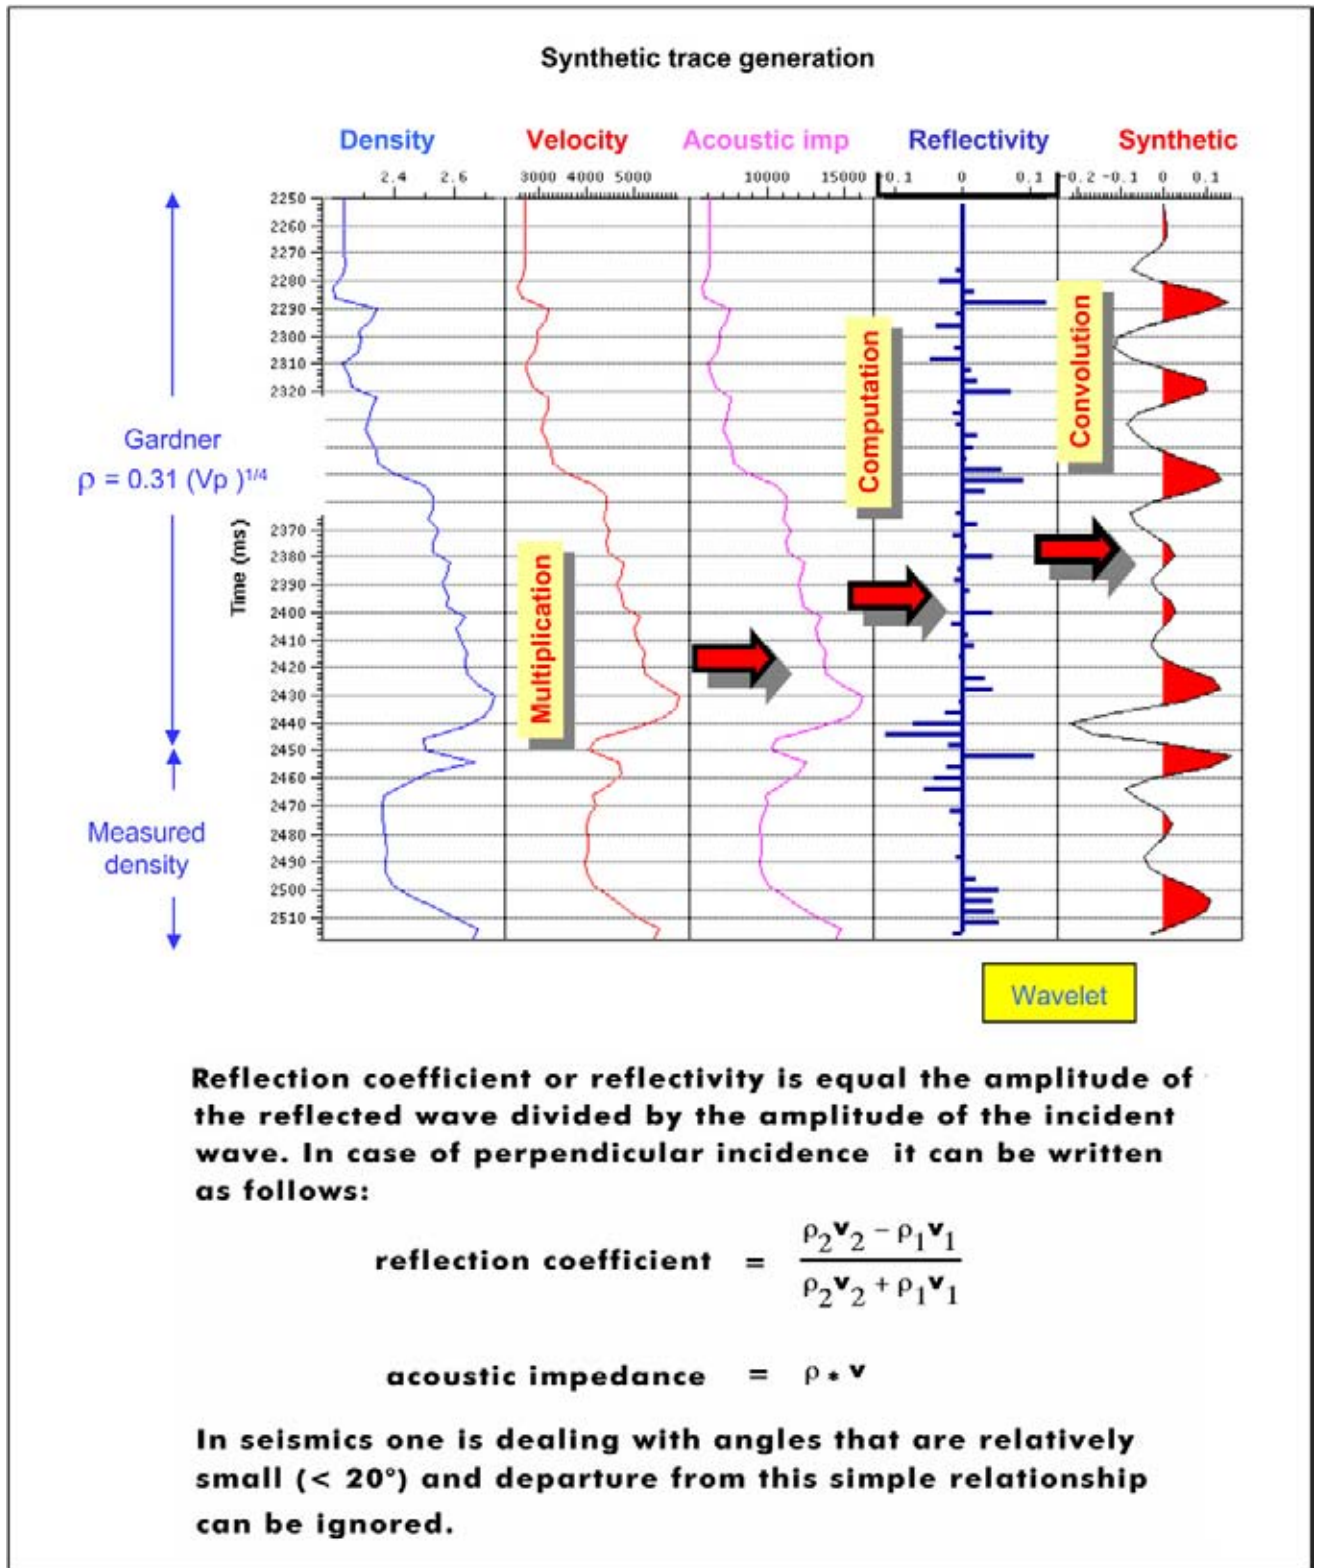 Synthetic trace generation
Density Velocity Acoustic imp Reflectivity Synthetic
2.4 2.6 3000 4000 5000 10000 15000 0.1 0 0.1 -0.2 -0.1 0 0.1
2250
2260
2270
2280
2290
2300
2310
2320
2370
2380
2390
2400
2410
2420
2430
2440
2450
2460
2470
2480
2490
2500
2510
Time (ms)
Gardner
ρ = 0.31 (Vp )1/4
Measured
density
Multiplication
Computation
Convolution
Wavelet
Reflection coefficient or reflectivity is equal the amplitude of
the reflected wave divided by the amplitude of the incident
wave. In case of perpendicular incidence it can be written
as follows:
reflection coefficient =
ρ2v2 − ρ1v1
ρ2v2 + ρ1v1
acoustic impedance = ρ * v
In seismics one is dealing with angles that are relatively
small (< 20°) and departure from this simple relationship
can be ignored.